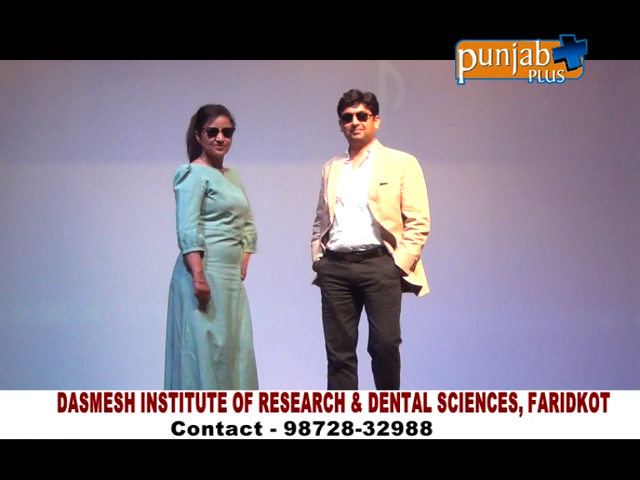 punjab
PLUS
DASMESH INSTITUTE OF RESEARCH & DENTAL SCIENCES, FARIDKOT
Contact - 98728-32988